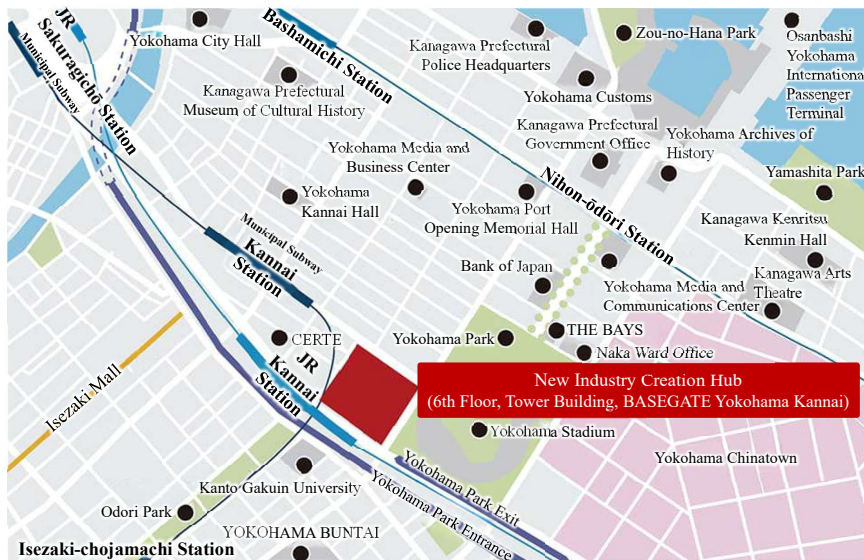 JR
Sakuragicho Station
Municipal Subway
Yokohama City Hall
Bashamichi Station
Kanagawa Prefectural
Police Headquarters
Zou-no-Hana Park
Osanbashi
Yokohama
International
Passenger
Terminal
Kanagawa Prefectural
Museum of Cultural History
Yokohama Customs
Kanagawa Prefectural
Government Office
Yokohama Archives of
History
Yokohama Media and
Business Center
Yamashita Park
Yokohama
Kannai Hall
Yokohama Port
Opening Memorial Hall
Nihon-ōdōri Station
Kanagawa Kenritsu
Kenmin Hall
Municipal Subway
Kannai
Station
Bank of Japan
Yokohama Media and
Communications Center
Kanagawa Arts
Theatre
CERTE
Yokohama Park
THE BAYS
Naka Ward Office
JR
Kannai
Station
Isezaki Mall
New Industry Creation Hub
(6th Floor, Tower Building, BASEGATE Yokohama Kannai)
Yokohama Stadium
Yokohama Chinatown
Kanto Gakuin University
Yokohama Park Exit
Yokohama Park Entrance
Odori Park
YOKOHAMA BUNTAI
Isezaki-chojamachi Station